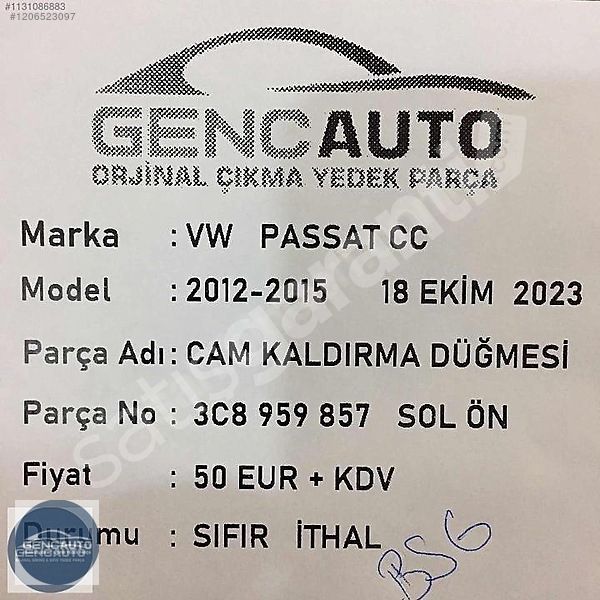 #1131086883
#1206523097
GENCAUTO
ORJİNAL ÇIKMA YEDEK PARÇA
Marka : VW PASSAT CC
Model : 2012-2015 18 EKİM 2023
Parça Adı : CAM KALDIRMA DÜĞMESİ
Parça No : 3C8 959 857 SOL ÖN
Fiyat : 50 EUR + KDV
Durumu : SIFIR İTHAL
BSG
GENCAUTO
GENCAUTO